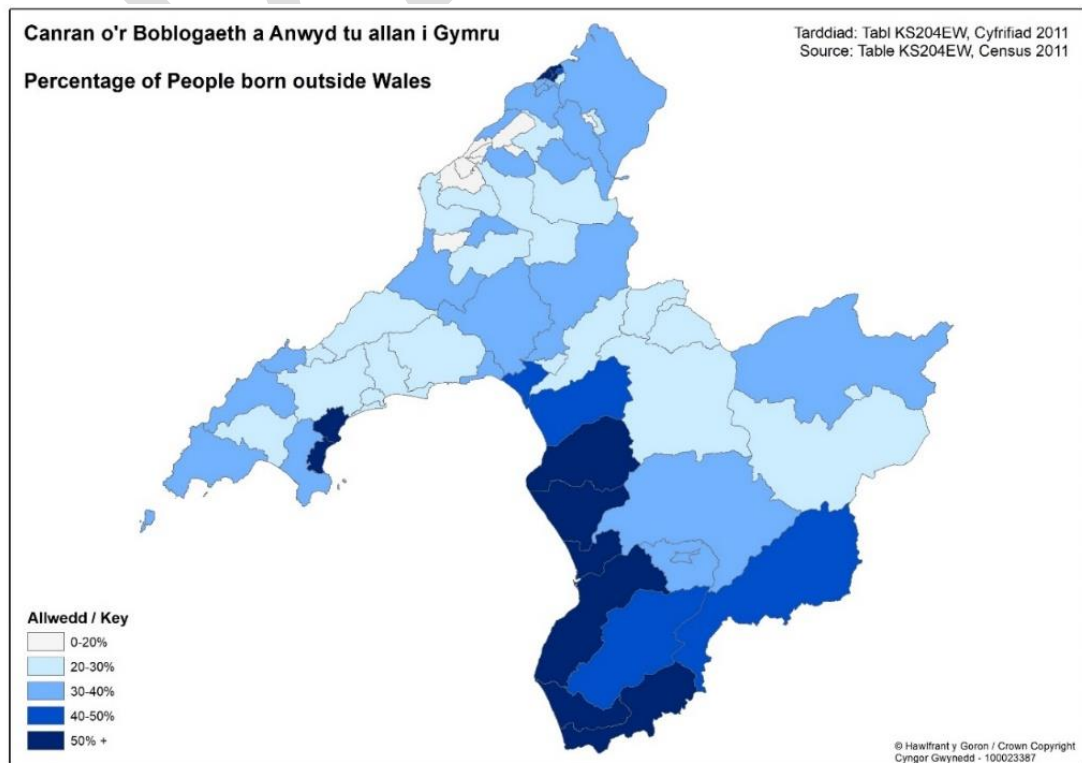 Canran o'r Boblogaeth a Anwyd tu allan i Gymru
Percentage of People born outside Wales
Tarddiad: Tabl KS204EW, Cyfrifiad 2011
Source: Table KS204EW, Census 2011
Allwedd / Key
0-20%
20-30%
30-40%
40-50%
50% +
© Hawlfrant y Goron / Crown Copyright
Cyngor Gwynedd - 100023387